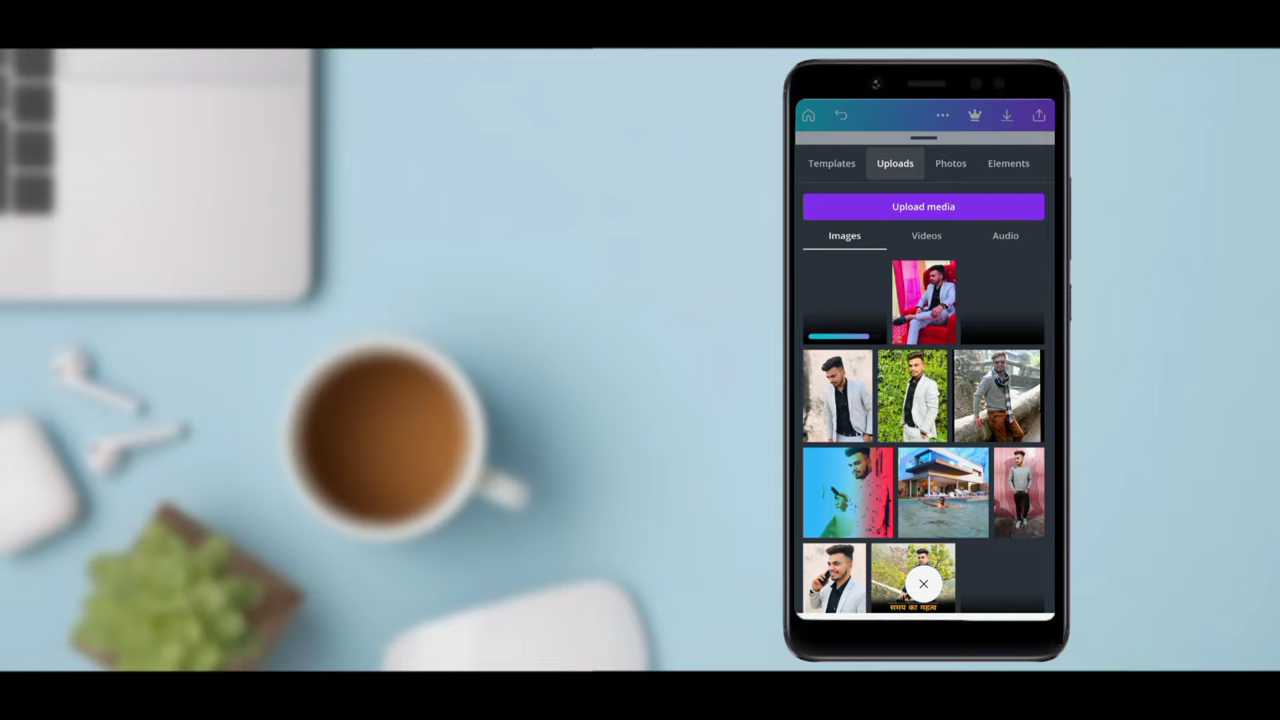 Templates Uploads Photos Elements
Upload media
Images Videos Audio
समय का महत्व